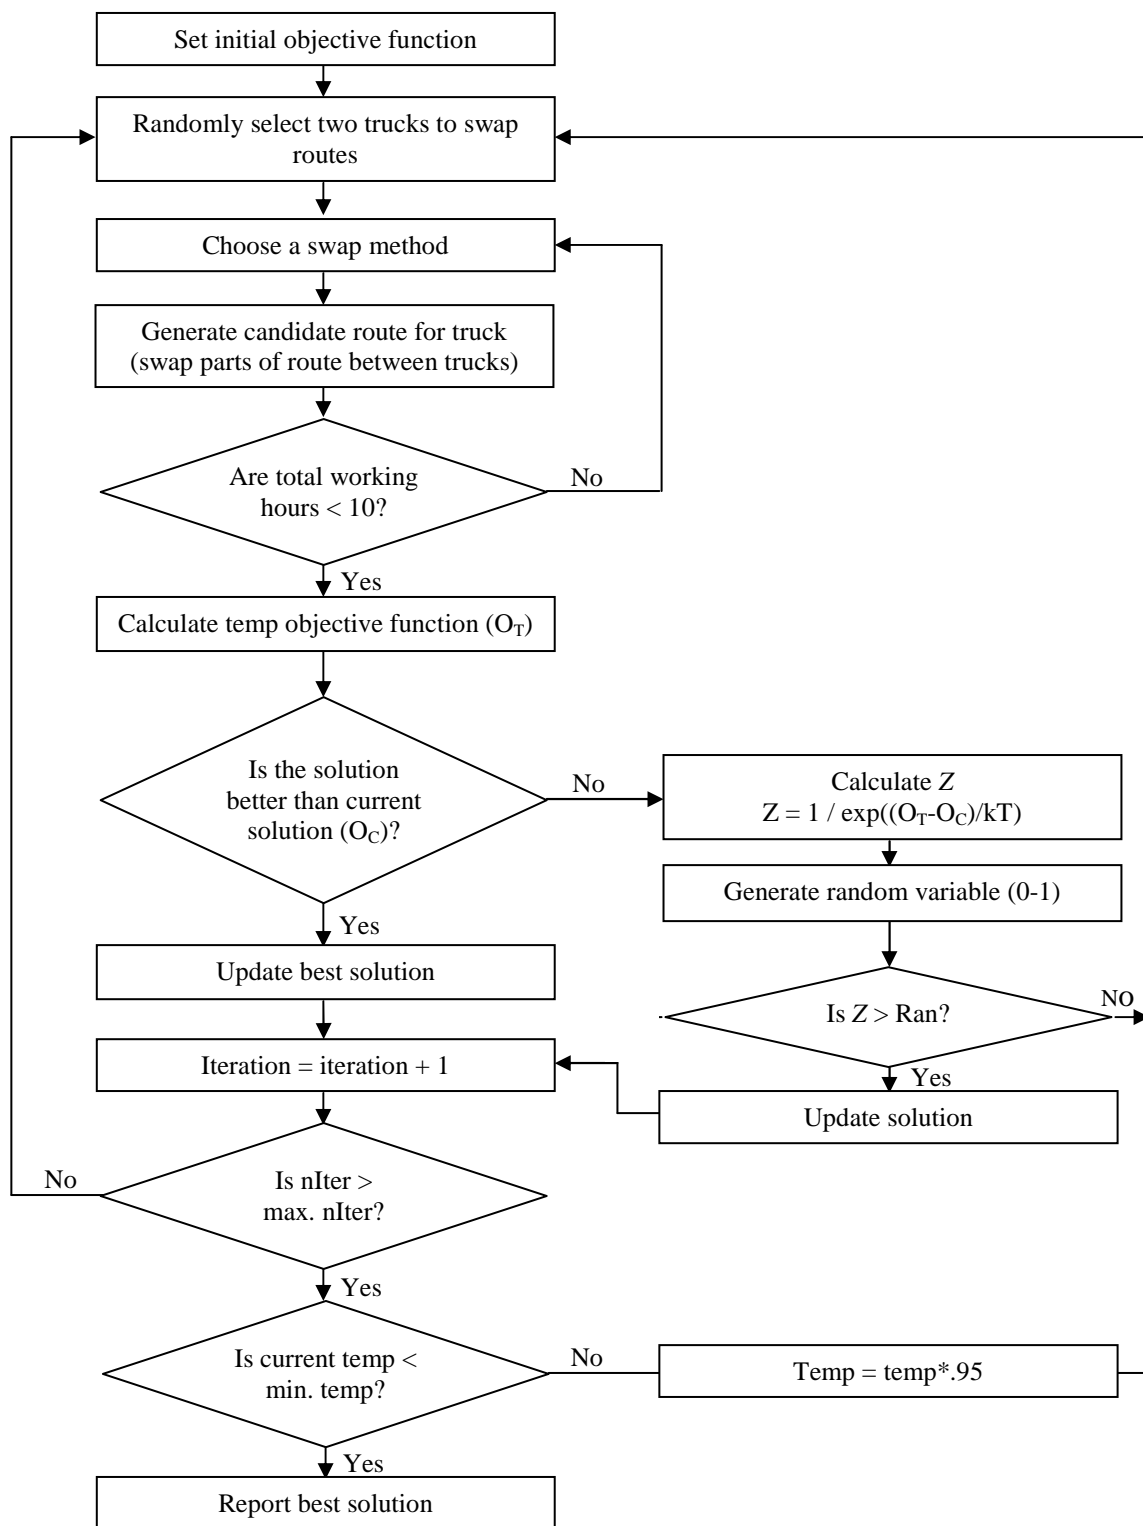 Set initial objective function
Randomly select two trucks to swap
routes
Choose a swap method
Generate candidate route for truck
(swap parts of route between trucks)
Are total working
hours < 10?
No
Yes
Calculate temp objective function (O_T)
Is the solution
better than current
solution (O_C)?
No
Calculate Z
Z = 1 / exp((O_T-O_C)/kT)
Generate random variable (0-1)
Yes
Update best solution
Is Z > Ran?
NO
Iteration = iteration + 1
Yes
Update solution
Is nIter >
max. nIter?
No
Yes
Is current temp <
min. temp?
No
Temp = temp*.95
Yes
Report best solution